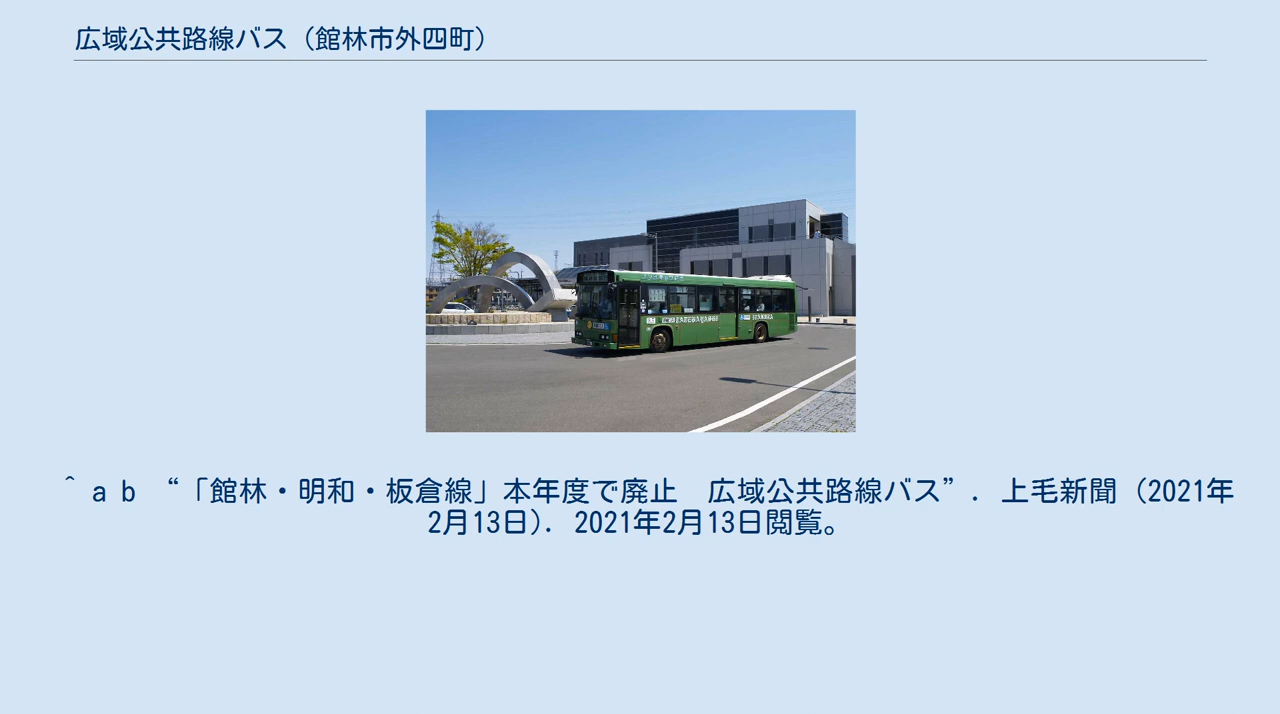 広域公共路線バス（館林市外四町）
^ a b “「館林・明和・板倉線」本年度で廃止　広域公共路線バス”. 上毛新聞 (2021年
2月13日). 2021年2月13日閲覧。